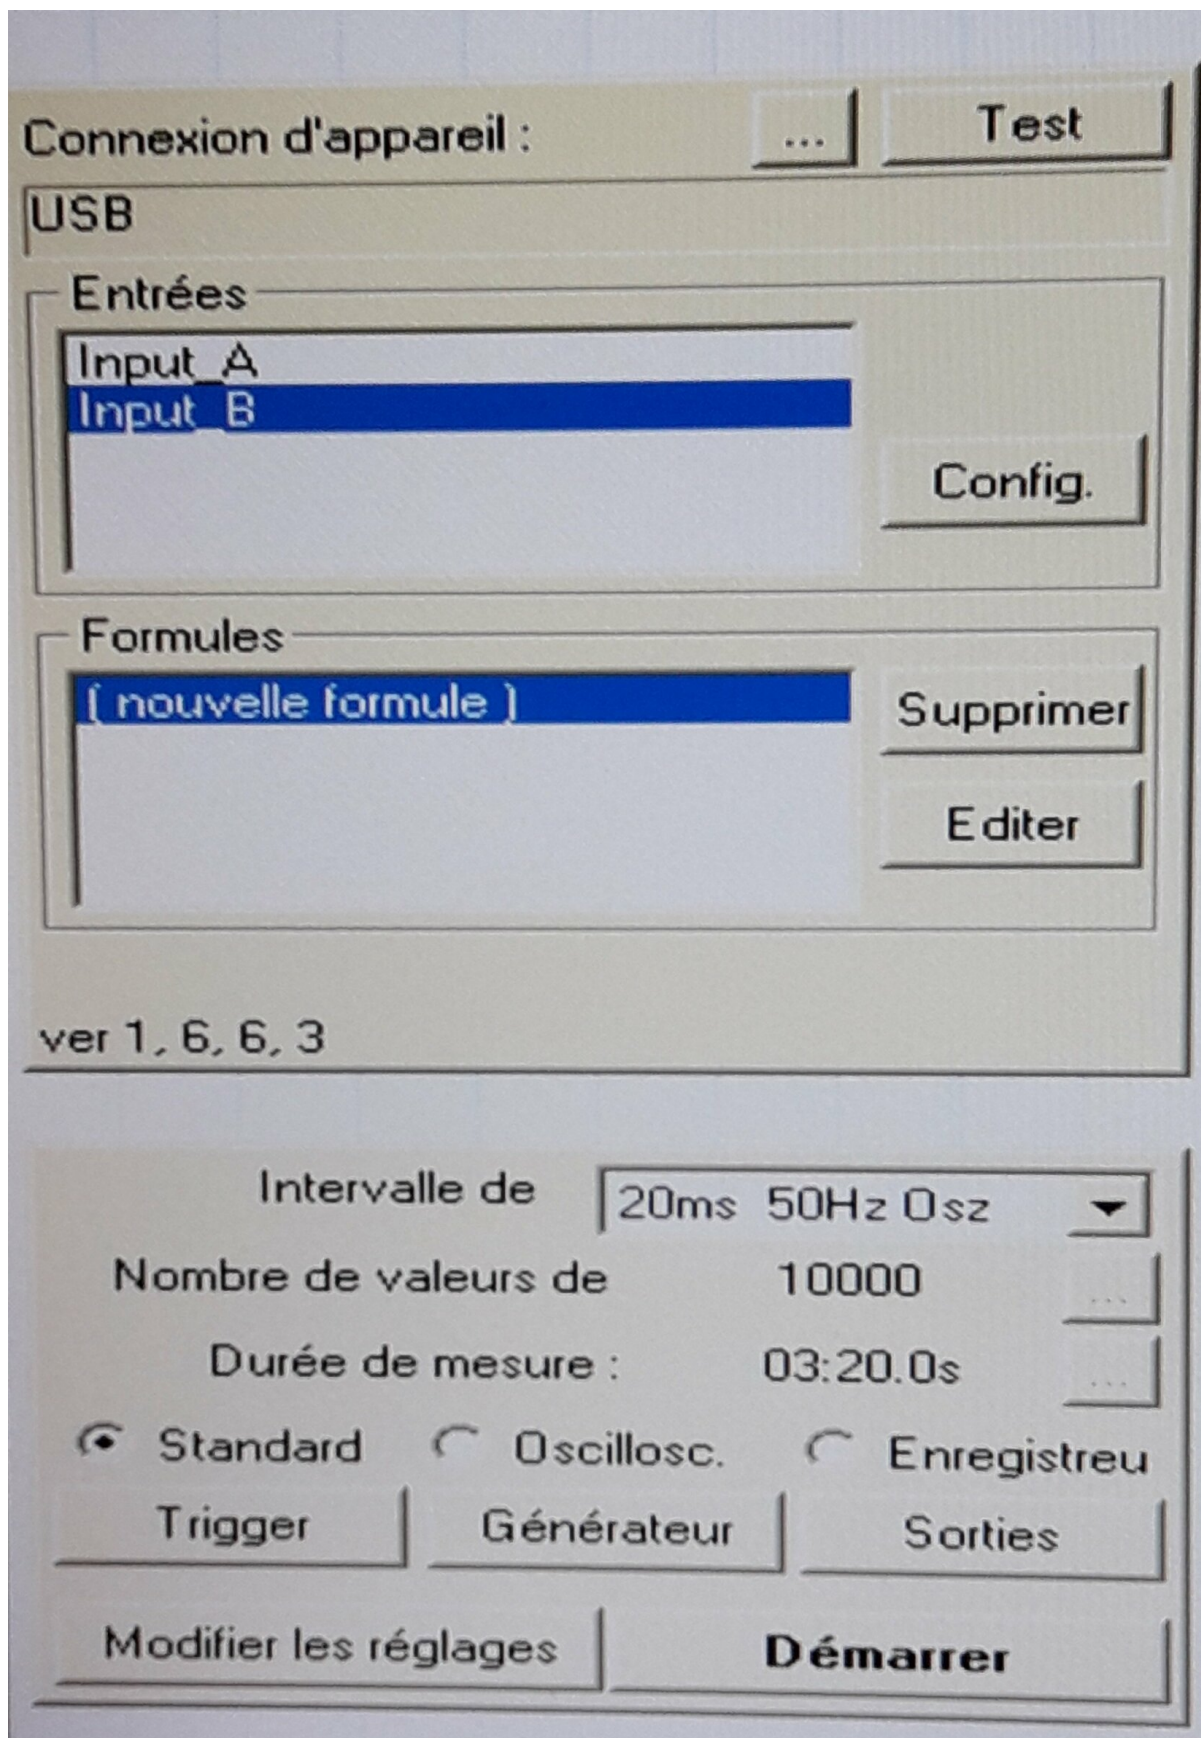 Connexion d'appareil : ... Test
USB
Entrées
Input_A
Input_B
Config.
Formules
( nouvelle formule )
Supprimer
Editer
ver 1, 6, 6, 3
Intervalle de 20ms 50Hz Osz
Nombre de valeurs de 10000 ...
Durée de mesure : 03:20.0s ...
Standard Oscillosc. Enregistreu
Trigger Générateur Sorties
Modifier les réglages Démarrer